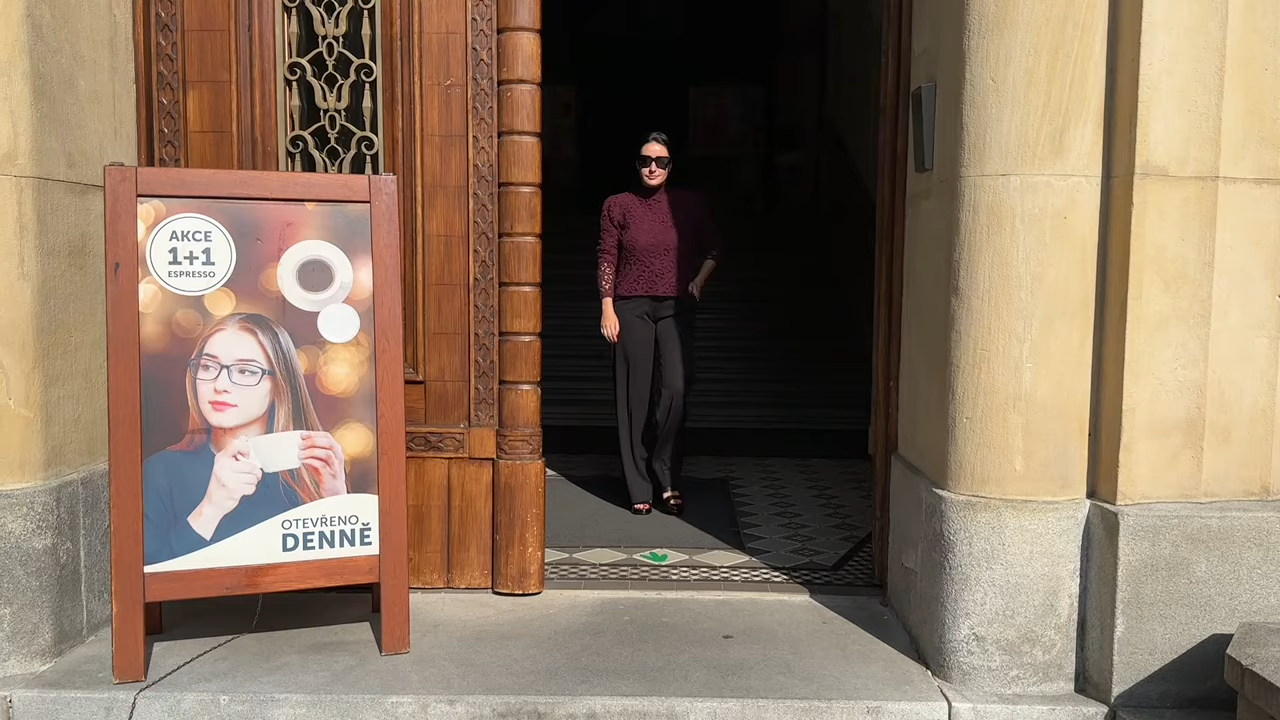 AKCE
1+1
ESPRESSO
OTEVŘENO
DENNĚ